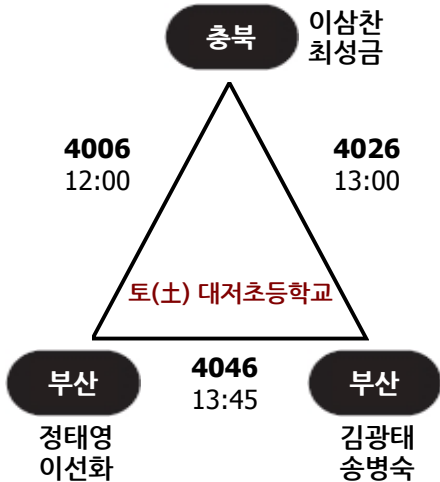 충북
이삼찬
최성금
4006
12:00
4026
13:00
토(土) 대저초등학교
부산
4046
13:45
부산
정태영
이선화
김광태
송병숙